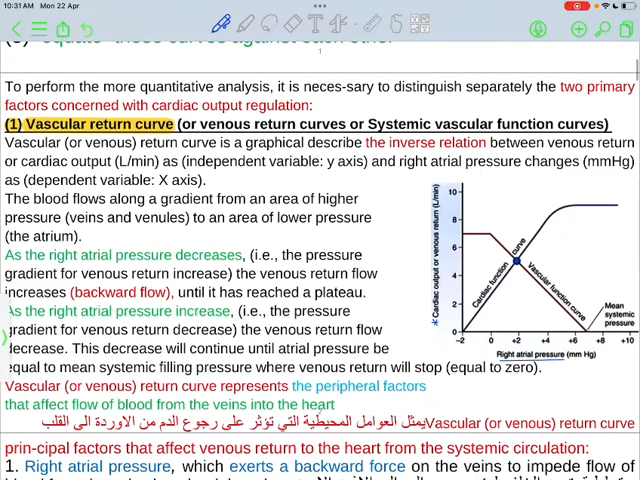 10:31 AM Mon 22 Apr
99%
equate these curves against each other
1
To perform the more quantitative analysis, it is neces-sary to distinguish separately the two primary
factors concerned with cardiac output regulation:
(1) Vascular return curve (or venous return curves or Systemic vascular function curves)
Vascular (or venous) return curve is a graphical describe the inverse relation between venous return
or cardiac output (L/min) as (independent variable: y axis) and right atrial pressure changes (mmHg)
as (dependent variable: X axis).
The blood flows along a gradient from an area of higher
pressure (veins and venules) to an area of lower pressure
(the atrium).
As the right atrial pressure decreases, (i.e., the pressure
gradient for venous return increase) the venous return flow
increases (backward flow), until it has reached a plateau.
As the right atrial pressure increase, (i.e., the pressure
gradient for venous return decrease) the venous return flow
decrease. This decrease will continue until atrial pressure be
equal to mean systemic filling pressure where venous return will stop (equal to zero).
Vascular (or venous) return curve represents the peripheral factors
that affect flow of blood from the veins into the heart
Vascular (or venous) return curve يمثل العوامل المحيطية التي تؤثر على رجوع الدم من الاوردة الى القلب
prin-cipal factors that affect venous return to the heart from the systemic circulation:
1. Right atrial pressure, which exerts a backward force on the veins to impede flow of
* Cardiac output or venous return (L/min)
10
8
6
4
2
0
Cardiac function curve
Vascular function curve
Mean
systemic
pressure
-2 0 +2 +4 +6 +8 +10
Right atrial pressure (mm Hg)